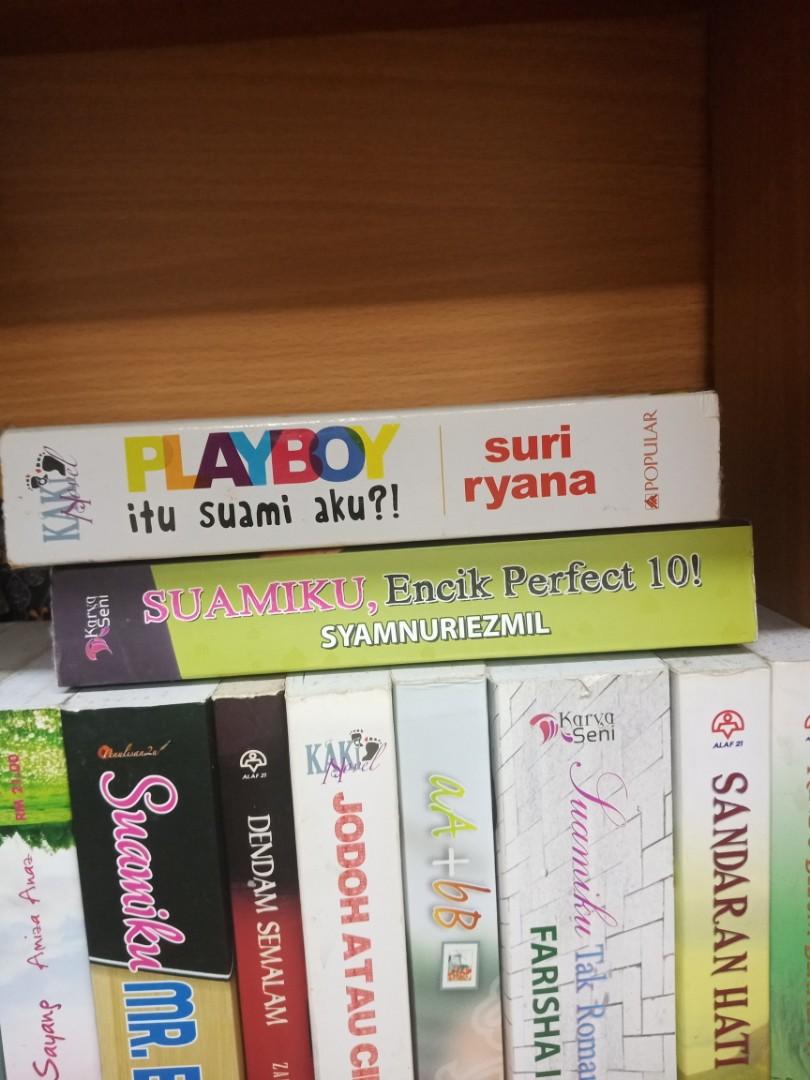 KAKI Novel
PLAYBOY
itu suami aku?!
suri
ryana
POPULAR
Karya
Seni
SUAMIKU, Encik Perfect 10!
SYAMNURIEZMIL
RM 21.00
Sayang Amiza Anaz
Penulisan2u
Suamiku MR.
ALAF 21
DENDAM SEMALAM
KAKI Novel
JODOH ATAU
aA+bB
Karya
Seni
Suamiku Tak
FARISHA
ALAF 21
SANDARAN HATI